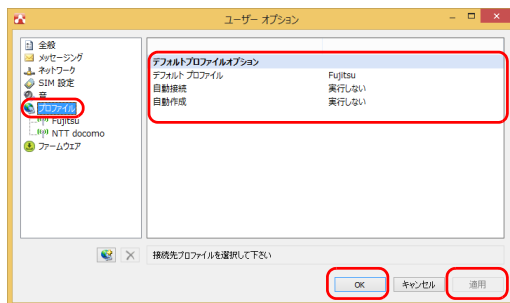 ユーザー オプション
全般
メッセージング
ネットワーク
SIM 設定
音
プロファイル
Fujitsu
NTT docomo
ファームウェア
デフォルトプロファイルオプション
デフォルト プロファイル Fujitsu
自動接続 実行しない
自動作成 実行しない
接続先プロファイルを選択して下さい
OK キャンセル 適用